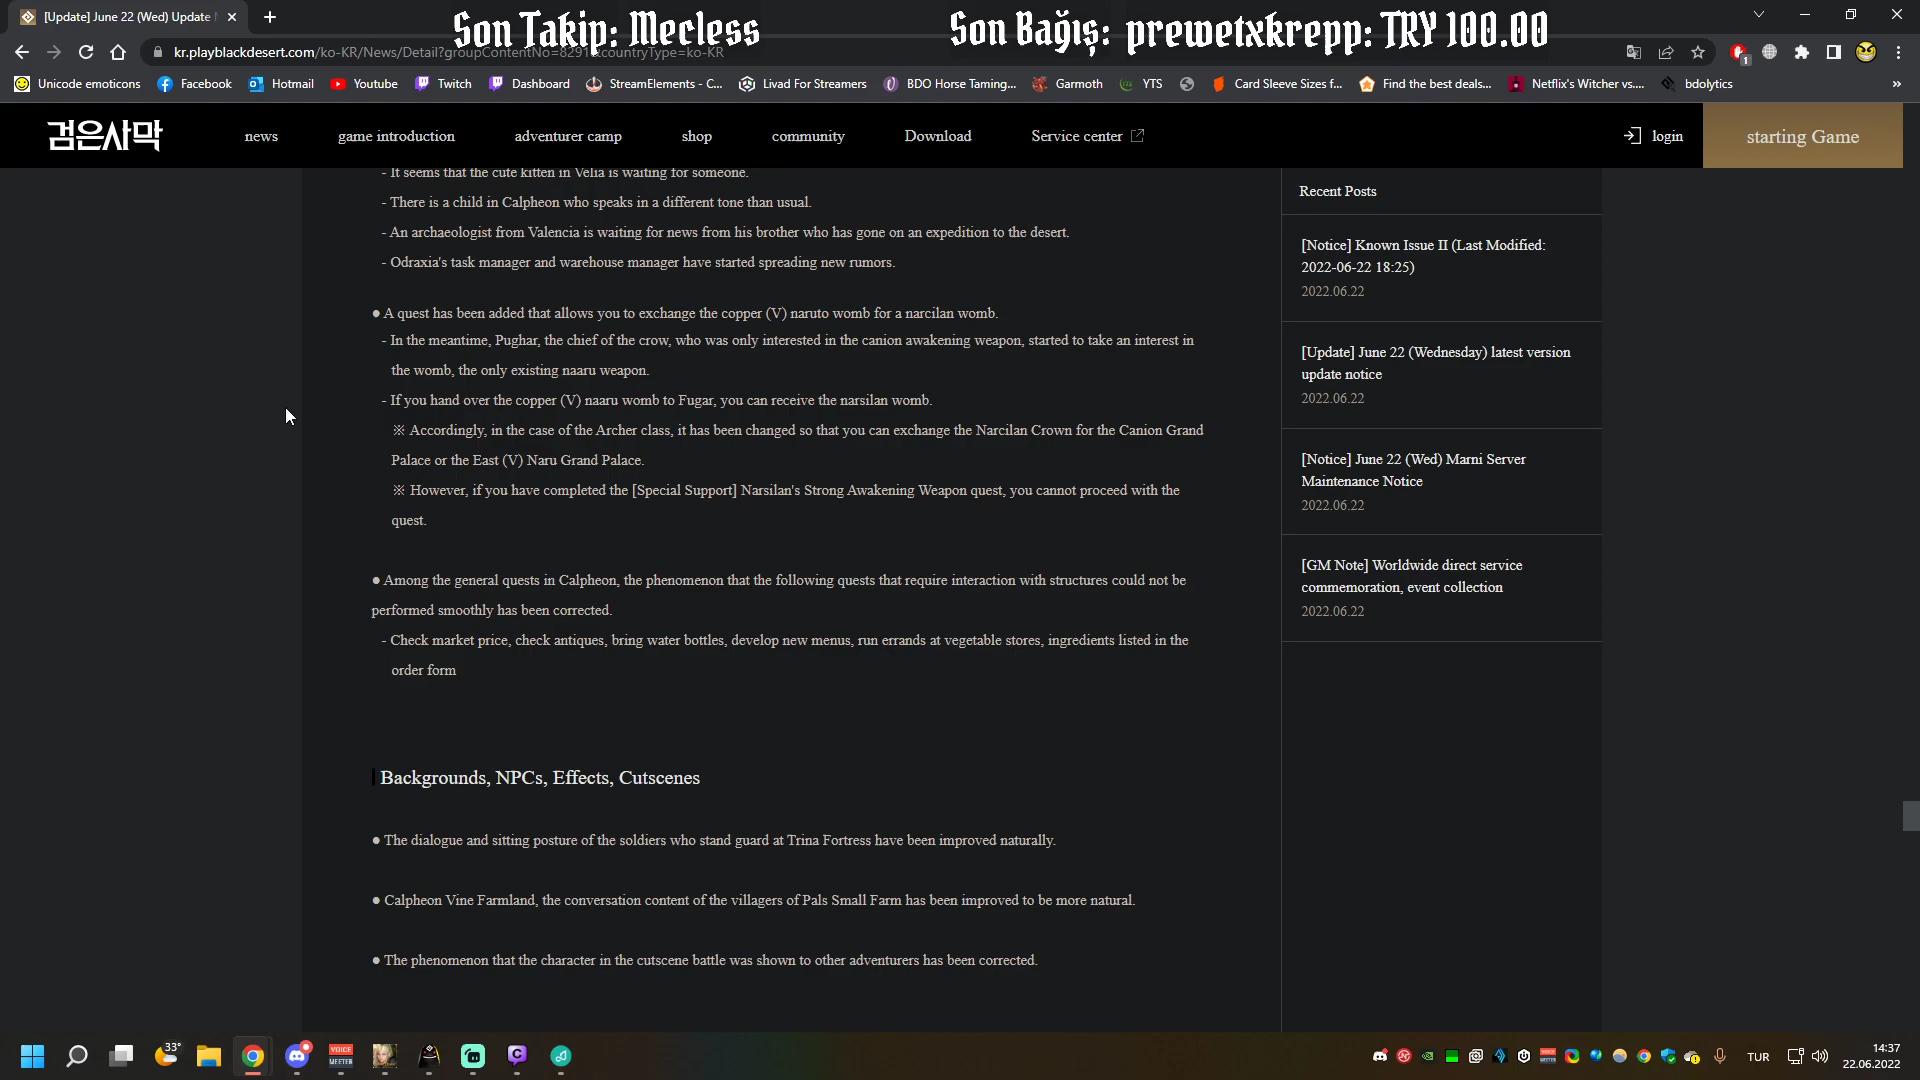 [Update] June 22 (Wed) Update
Son Takip: Mecless
Son Bağış: prewetxkrepp: TRY 100.00
kr.playblackdesert.com/ko-KR/News/Detail?groupContentNo=8291&countryType=ko-KR
Unicode emoticons
Facebook
Hotmail
Youtube
Twitch
Dashboard
StreamElements - C...
Livad For Streamers
BDO Horse Taming...
Garmoth
YTS
Card Sleeve Sizes f...
Find the best deals...
Netflix's Witcher vs....
bdolytics
»
검은사막
news
game introduction
adventurer camp
shop
community
Download
Service center
login
starting Game
- It seems that the cute kitten in Velia is waiting for someone.
- There is a child in Calpheon who speaks in a different tone than usual.
- An archaeologist from Valencia is waiting for news from his brother who has gone on an expedition to the desert.
- Odraxia's task manager and warehouse manager have started spreading new rumors.
● A quest has been added that allows you to exchange the copper (V) naruto womb for a narcilan womb.
- In the meantime, Pughar, the chief of the crow, who was only interested in the canion awakening weapon, started to take an interest in
the womb, the only existing naaru weapon.
- If you hand over the copper (V) naaru womb to Fugar, you can receive the narsilan womb.
※ Accordingly, in the case of the Archer class, it has been changed so that you can exchange the Narcilan Crown for the Canion Grand
Palace or the East (V) Naru Grand Palace.
※ However, if you have completed the [Special Support] Narsilan's Strong Awakening Weapon quest, you cannot proceed with the
quest.
● Among the general quests in Calpheon, the phenomenon that the following quests that require interaction with structures could not be
performed smoothly has been corrected.
- Check market price, check antiques, bring water bottles, develop new menus, run errands at vegetable stores, ingredients listed in the
order form
Backgrounds, NPCs, Effects, Cutscenes
● The dialogue and sitting posture of the soldiers who stand guard at Trina Fortress have been improved naturally.
● Calpheon Vine Farmland, the conversation content of the villagers of Pals Small Farm has been improved to be more natural.
● The phenomenon that the character in the cutscene battle was shown to other adventurers has been corrected.
Recent Posts
[Notice] Known Issue II (Last Modified:
2022-06-22 18:25)
2022.06.22
[Update] June 22 (Wednesday) latest version
update notice
2022.06.22
[Notice] June 22 (Wed) Marni Server
Maintenance Notice
2022.06.22
[GM Note] Worldwide direct service
commemoration, event collection
2022.06.22
33°
VOICE
MEETER
TUR
14:37
22.06.2022